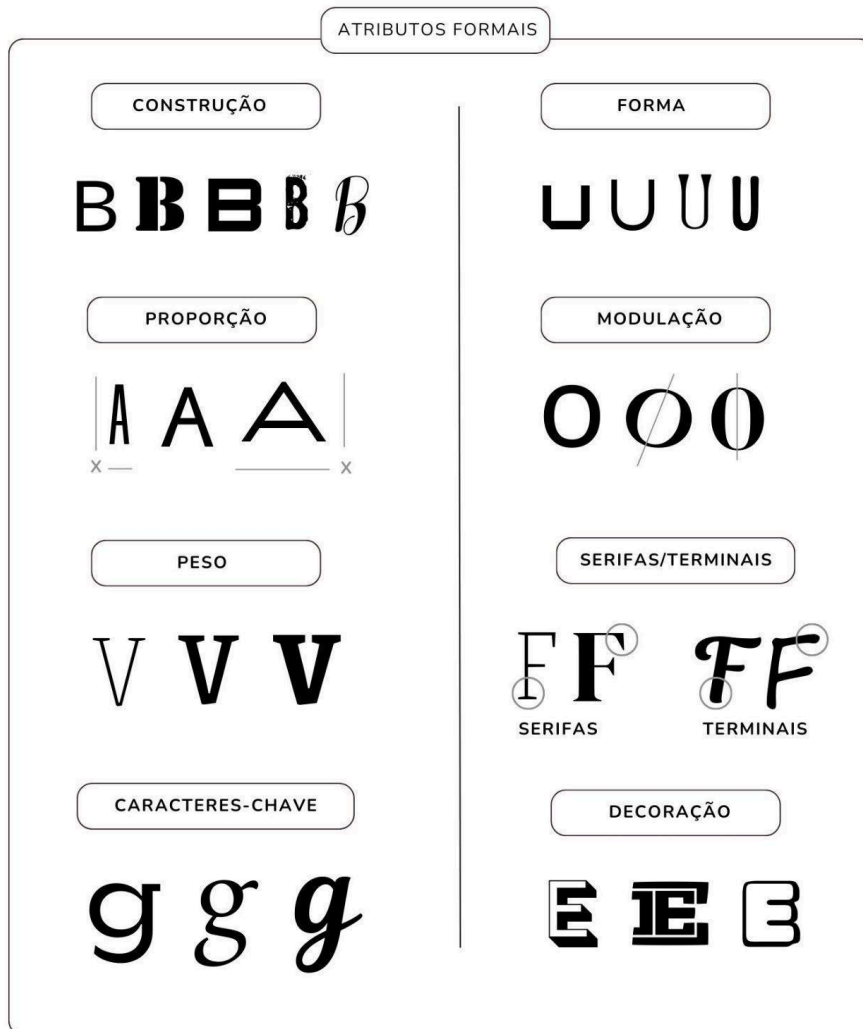 ATRIBUTOS FORMAIS
CONSTRUÇÃO
B B B B B
PROPORÇÃO
A A A
x x
PESO
V V V
CARACTERES-CHAVE
g g g
FORMA
U U U U
MODULAÇÃO
O O O
SERIFAS/TERMINAIS
F F F F
SERIFAS TERMINAIS
DECORAÇÃO
E E E